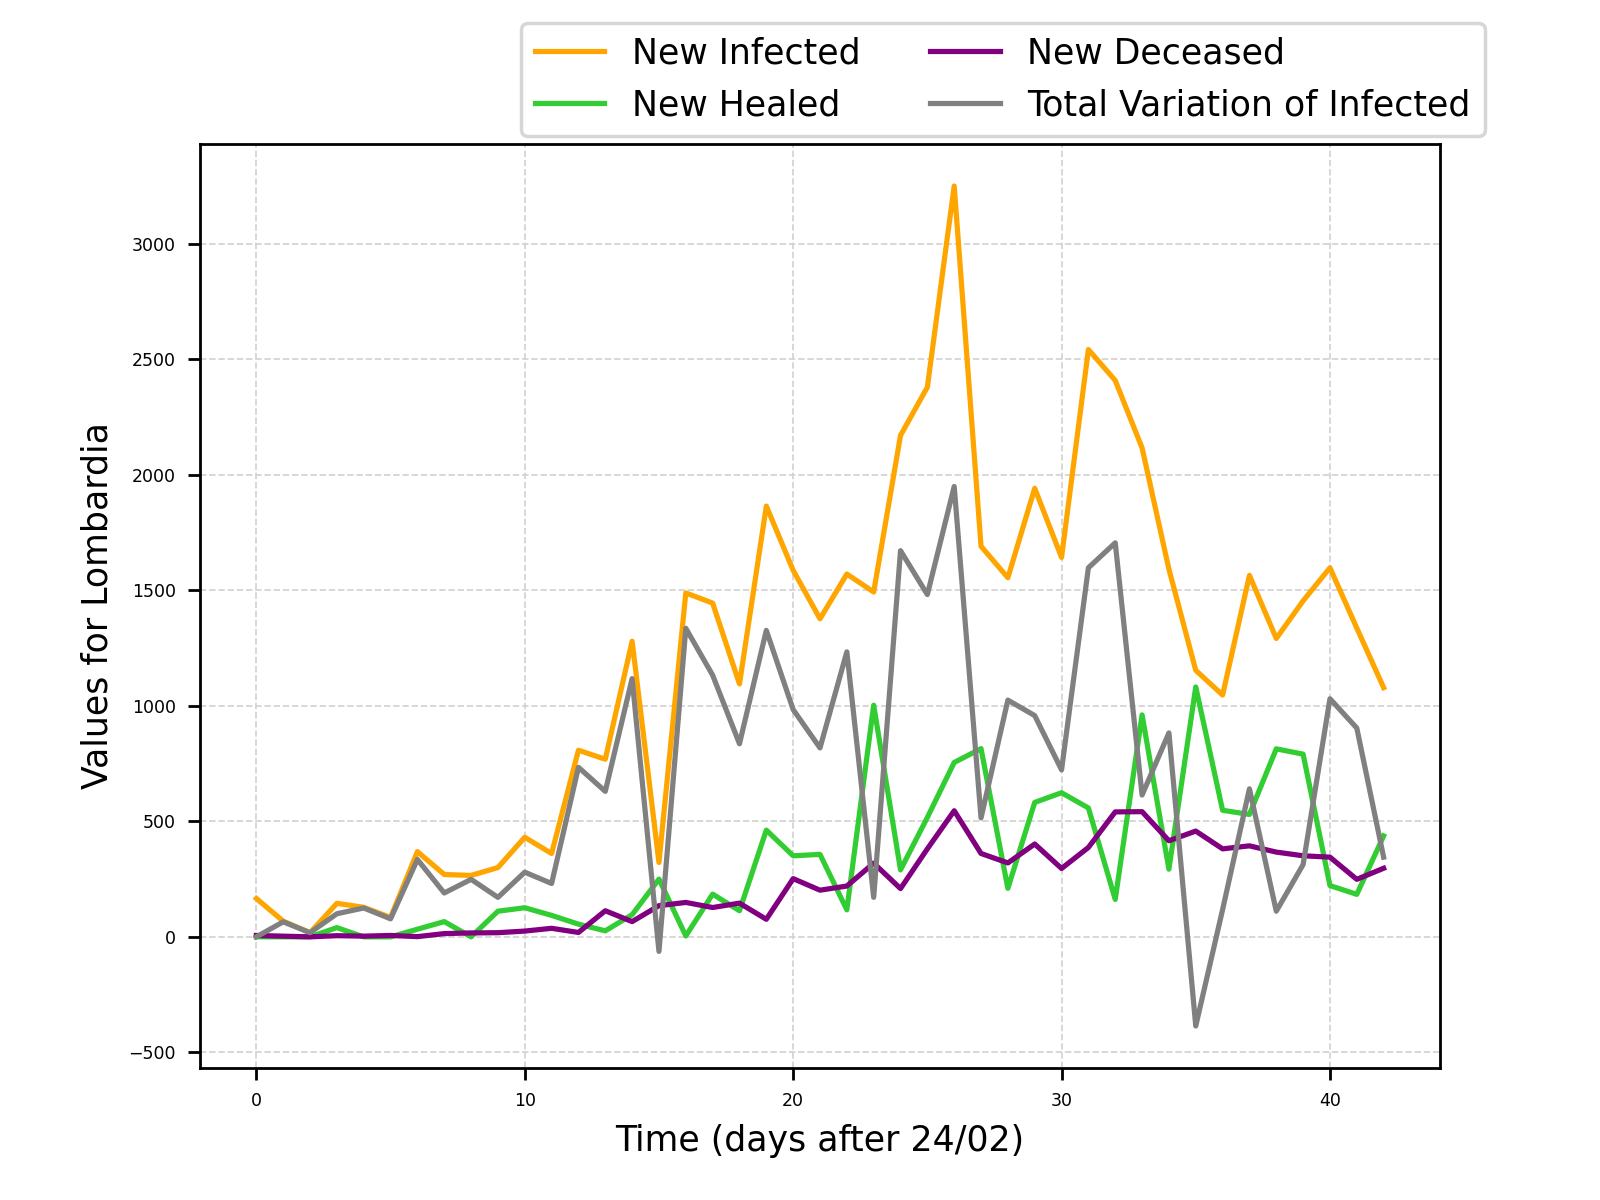 New Infected
New Healed
New Deceased
Total Variation of Infected
3000
2500
2000
1500
1000
500
0
−500
Values for Lombardia
0 10 20 30 40
Time (days after 24/02)